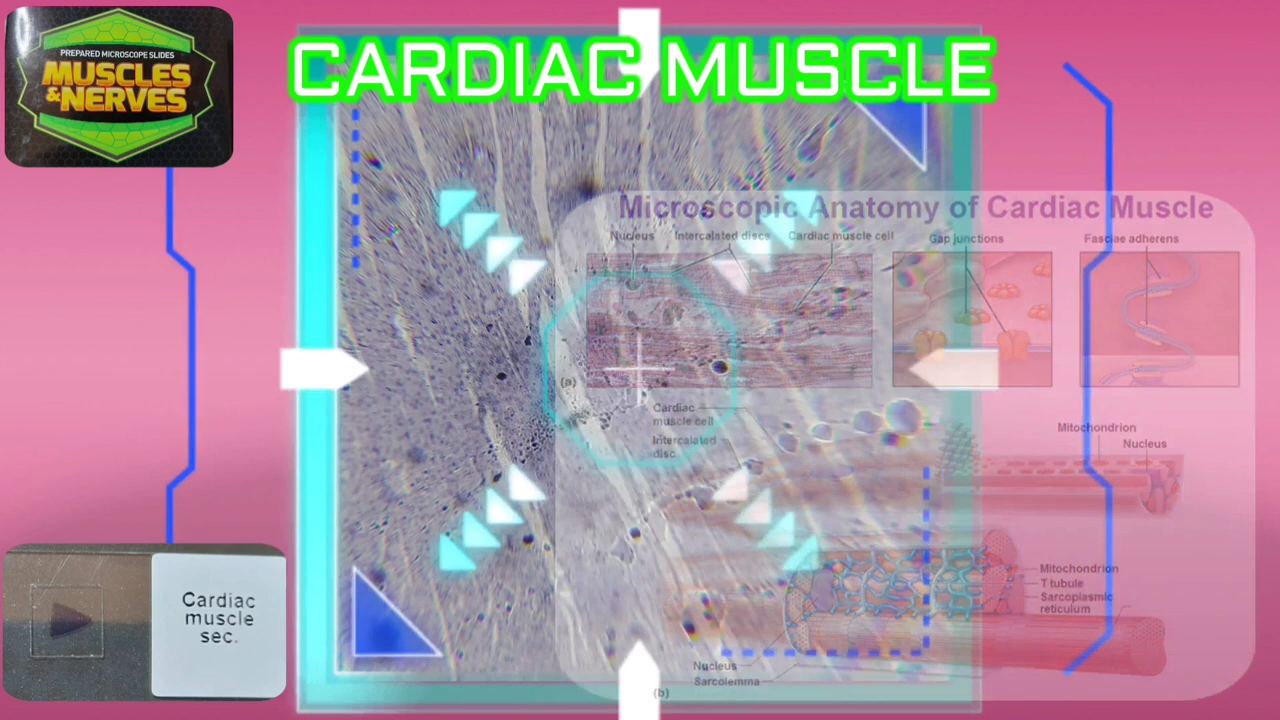 PREPARED MICROSCOPE SLIDES
MUSCLES
&NERVES
CARDIAC MUSCLE
Microscopic Anatomy of Cardiac Muscle
Nucleus
Intercalated discs
Cardiac muscle cell
Gap junctions
Fasciae adherens
(a)
Cardiac
muscle cell
Intercalated
disc
Mitochondrion
Nucleus
Mitochondrion
T tubule
Sarcoplasmic
reticulum
Nucleus
Sarcolemma
(b)
Cardiac
muscle
sec.